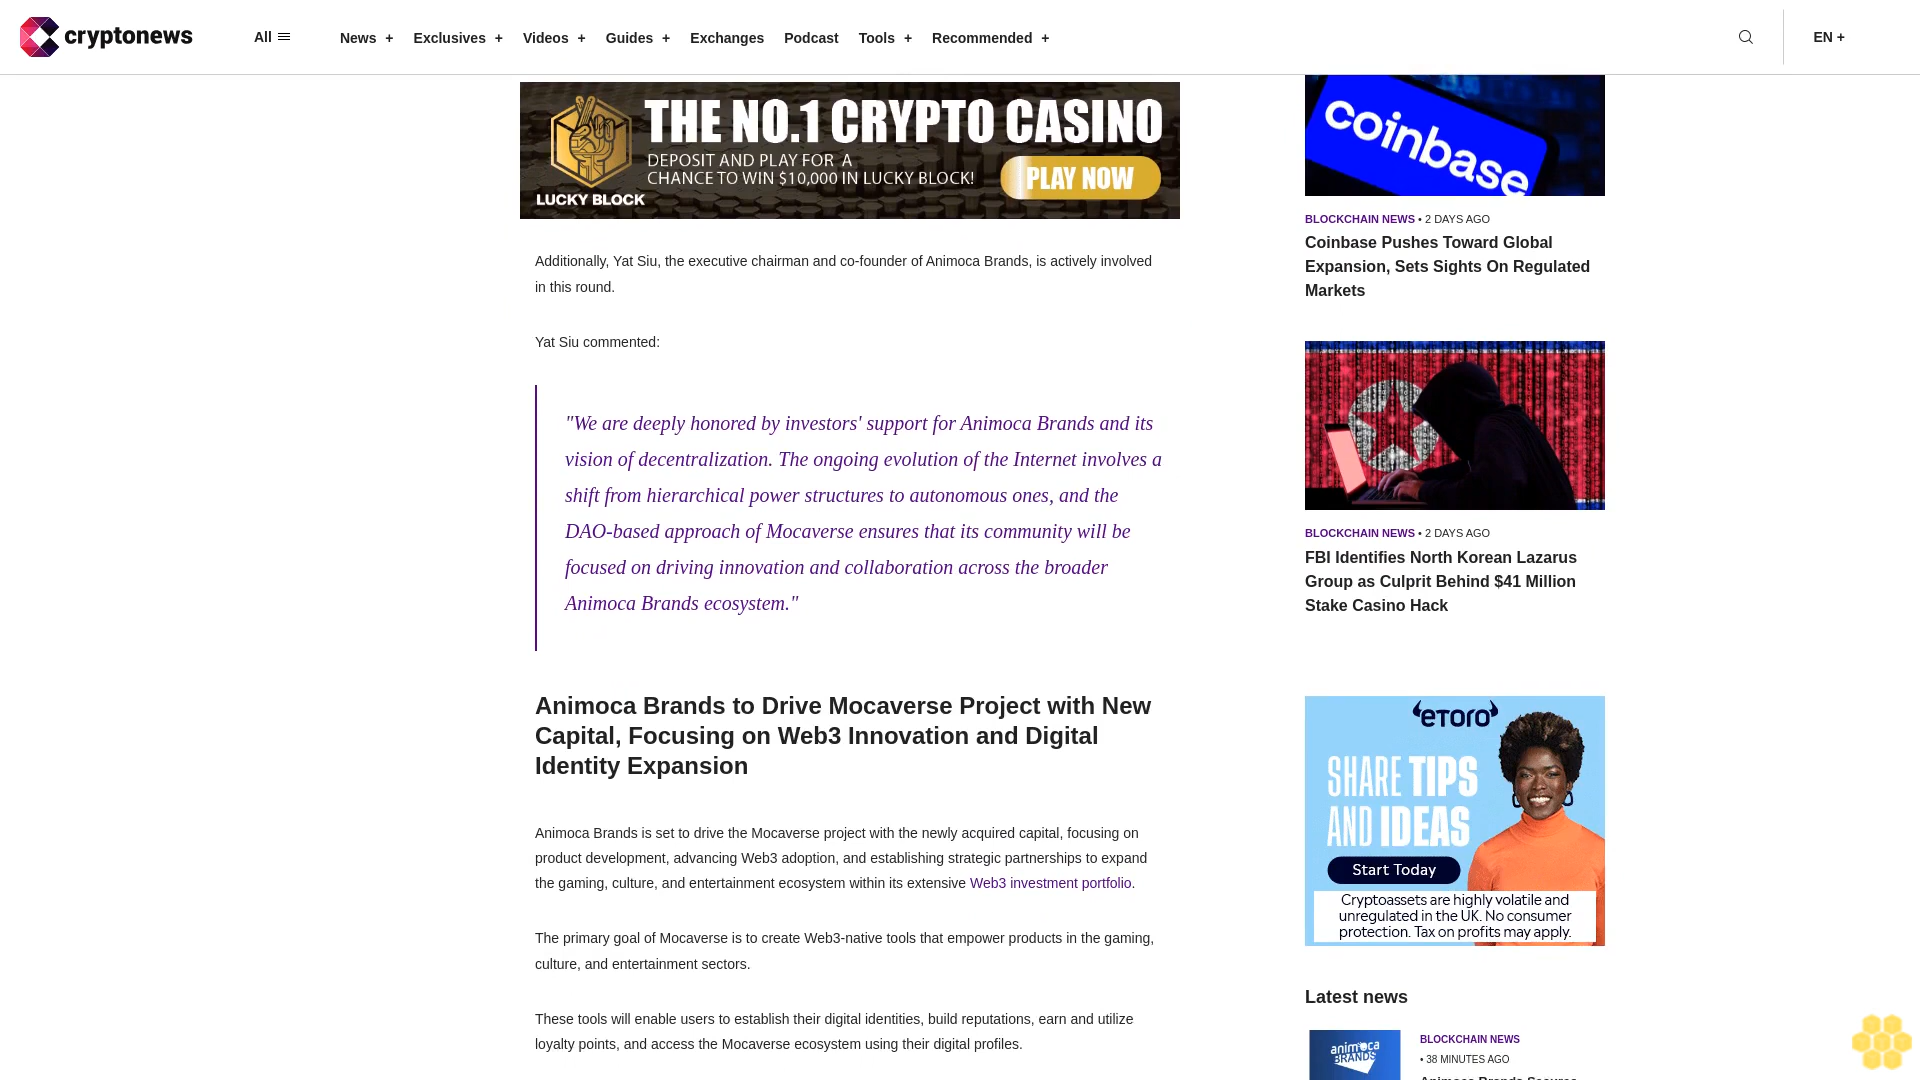 cryptonews
All
News +
Exclusives +
Videos +
Guides +
Exchanges
Podcast
Tools +
Recommended +
EN +
THE NO.1 CRYPTO CASINO
DEPOSIT AND PLAY FOR A
CHANCE TO WIN $10,000 IN LUCKY BLOCK!
PLAY NOW
LUCKY BLOCK
Additionally, Yat Siu, the executive chairman and co-founder of Animoca Brands, is actively involved
in this round.
Yat Siu commented:
"We are deeply honored by investors' support for Animoca Brands and its
vision of decentralization. The ongoing evolution of the Internet involves a
shift from hierarchical power structures to autonomous ones, and the
DAO-based approach of Mocaverse ensures that its community will be
focused on driving innovation and collaboration across the broader
Animoca Brands ecosystem."
Animoca Brands to Drive Mocaverse Project with New
Capital, Focusing on Web3 Innovation and Digital
Identity Expansion
Animoca Brands is set to drive the Mocaverse project with the newly acquired capital, focusing on
product development, advancing Web3 adoption, and establishing strategic partnerships to expand
the gaming, culture, and entertainment ecosystem within its extensive Web3 investment portfolio.
The primary goal of Mocaverse is to create Web3-native tools that empower products in the gaming,
culture, and entertainment sectors.
These tools will enable users to establish their digital identities, build reputations, earn and utilize
loyalty points, and access the Mocaverse ecosystem using their digital profiles.
coinbase
BLOCKCHAIN NEWS • 2 DAYS AGO
Coinbase Pushes Toward Global
Expansion, Sets Sights On Regulated
Markets
BLOCKCHAIN NEWS • 2 DAYS AGO
FBI Identifies North Korean Lazarus
Group as Culprit Behind $41 Million
Stake Casino Hack
eToro
SHARE TIPS
AND IDEAS
Start Today
Cryptoassets are highly volatile and
unregulated in the UK. No consumer
protection. Tax on profits may apply.
Latest news
animoca
BRANDS
BLOCKCHAIN NEWS
• 38 MINUTES AGO
Animoca Brands Secures